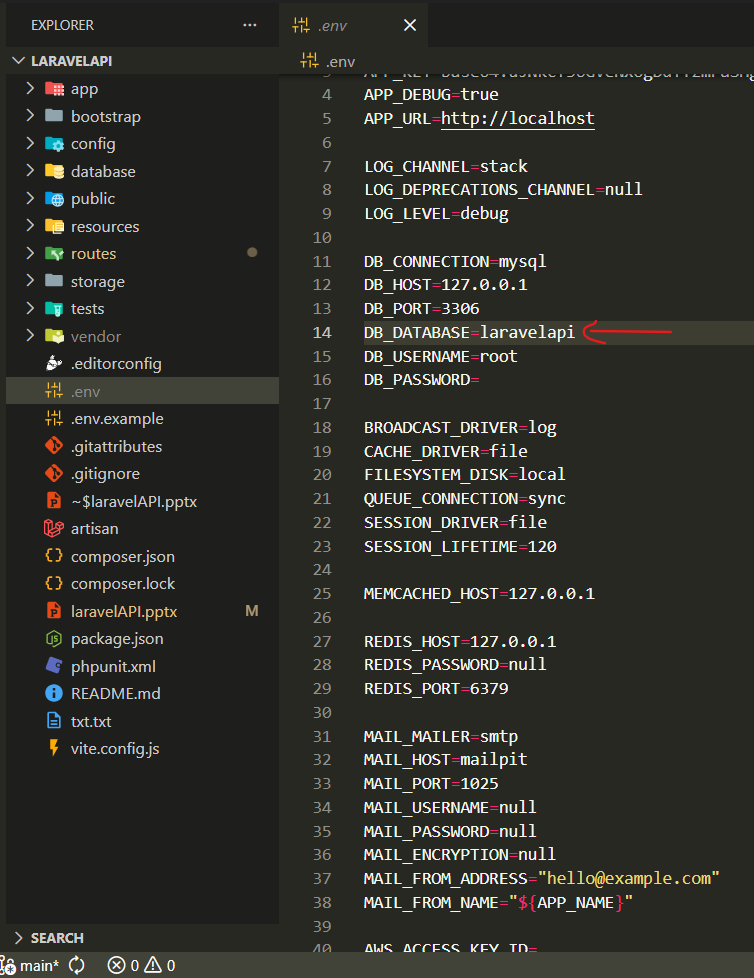 EXPLORER
···
.env
LARAVELAPI
.env
app
bootstrap
config
database
public
resources
routes
storage
tests
vendor
.editorconfig
.env
.env.example
.gitattributes
.gitignore
~$laravelAPI.pptx
artisan
composer.json
composer.lock
laravelAPI.pptx M
package.json
phpunit.xml
README.md
txt.txt
vite.config.js
SEARCH
main*
0 0
4 APP_DEBUG=true
5 APP_URL=http://localhost
6
7 LOG_CHANNEL=stack
8 LOG_DEPRECATIONS_CHANNEL=null
9 LOG_LEVEL=debug
10
11 DB_CONNECTION=mysql
12 DB_HOST=127.0.0.1
13 DB_PORT=3306
14 DB_DATABASE=laravelapi
15 DB_USERNAME=root
16 DB_PASSWORD=
17
18 BROADCAST_DRIVER=log
19 CACHE_DRIVER=file
20 FILESYSTEM_DISK=local
21 QUEUE_CONNECTION=sync
22 SESSION_DRIVER=file
23 SESSION_LIFETIME=120
24
25 MEMCACHED_HOST=127.0.0.1
26
27 REDIS_HOST=127.0.0.1
28 REDIS_PASSWORD=null
29 REDIS_PORT=6379
30
31 MAIL_MAILER=smtp
32 MAIL_HOST=mailpit
33 MAIL_PORT=1025
34 MAIL_USERNAME=null
35 MAIL_PASSWORD=null
36 MAIL_ENCRYPTION=null
37 MAIL_FROM_ADDRESS="hello@example.com"
38 MAIL_FROM_NAME="${APP_NAME}"
39
40 AWS_ACCESS_KEY_ID=